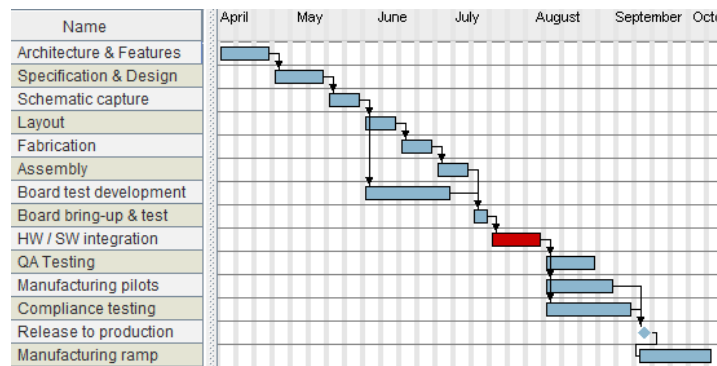 Name
April May June July August September Octo
Architecture & Features
Specification & Design
Schematic capture
Layout
Fabrication
Assembly
Board test development
Board bring-up & test
HW / SW integration
QA Testing
Manufacturing pilots
Compliance testing
Release to production
Manufacturing ramp